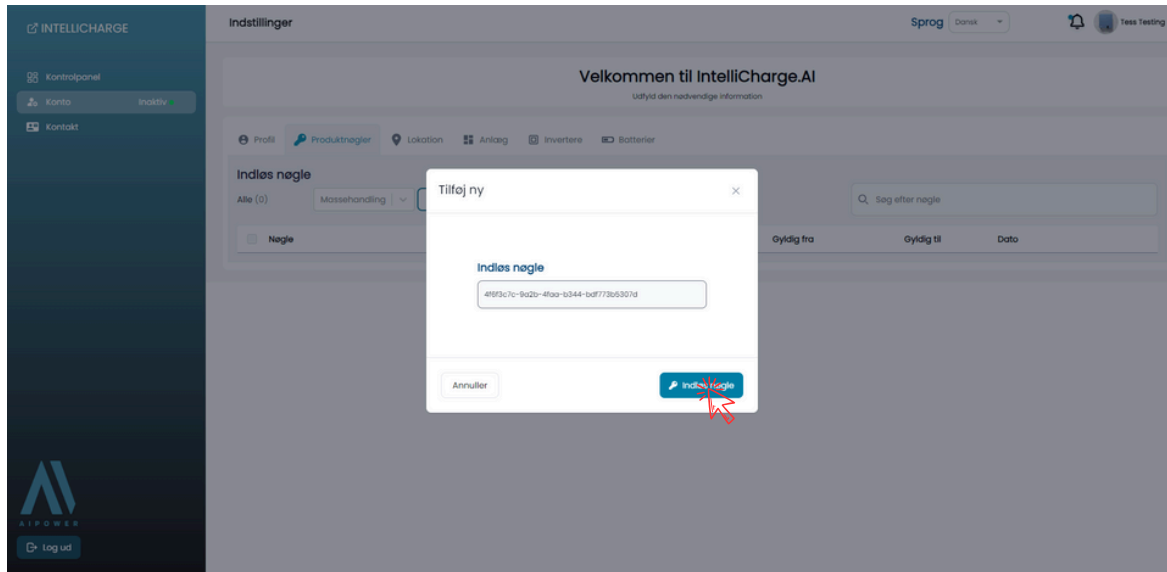 INTELLICHARGE
Indstillinger
Sprog
Dansk
Tess Testing
Kontrolpanel
Konto Inaktiv
Kontakt
Velkommen til IntelliCharge.AI
Udfyld den nødvendige information
Profil Produktnøgler Lokation Anlæg Invertere Batterier
Indløs nøgle
Alle (0) Massehandling Søg efter nøgle
Nøgle Gyldig fra Gyldig til Dato
Tilføj ny
Indløs nøgle
4f6f3c7c-9a2b-4faa-b344-bdf773b5307d
Annuller Indløs nøgle
AIPOWER
Log ud